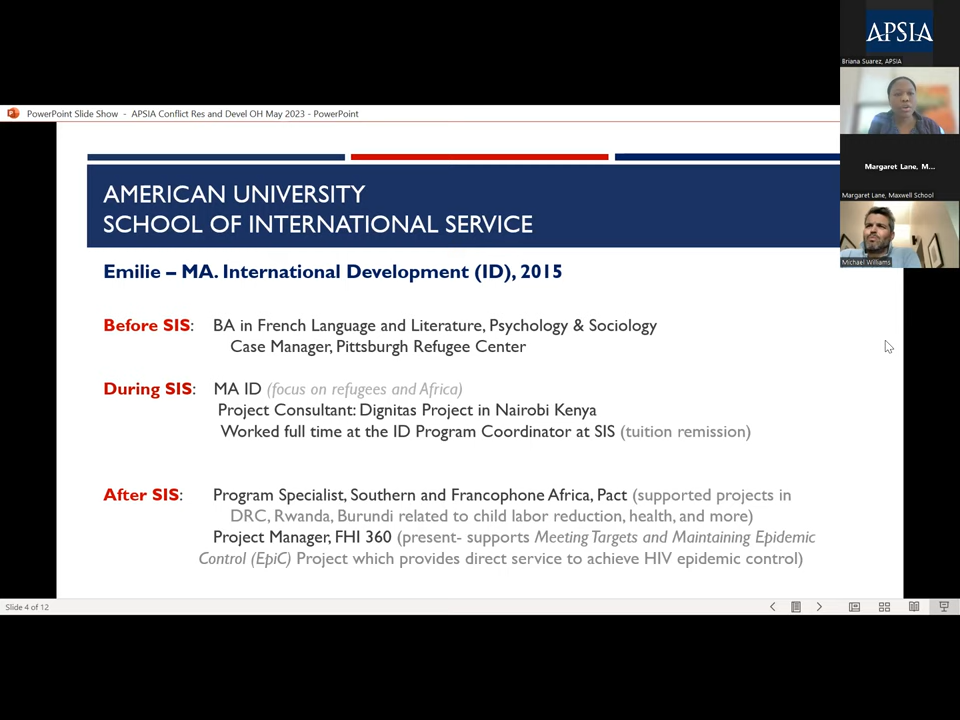 APSIA
Briana Suarez, APSIA
PowerPoint Slide Show - APSIA Conflict Res and Devel OH May 2023 - PowerPoint
Margaret Lane, M...
Margaret Lane, Maxwell School
Michael Williams
AMERICAN UNIVERSITY
SCHOOL OF INTERNATIONAL SERVICE
Emilie – MA. International Development (ID), 2015
Before SIS: BA in French Language and Literature, Psychology & Sociology
Case Manager, Pittsburgh Refugee Center
During SIS: MA ID (focus on refugees and Africa)
Project Consultant: Dignitas Project in Nairobi Kenya
Worked full time at the ID Program Coordinator at SIS (tuition remission)
After SIS: Program Specialist, Southern and Francophone Africa, Pact (supported projects in
DRC, Rwanda, Burundi related to child labor reduction, health, and more)
Project Manager, FHI 360 (present- supports Meeting Targets and Maintaining Epidemic
Control (EpiC) Project which provides direct service to achieve HIV epidemic control)
Slide 4 of 12